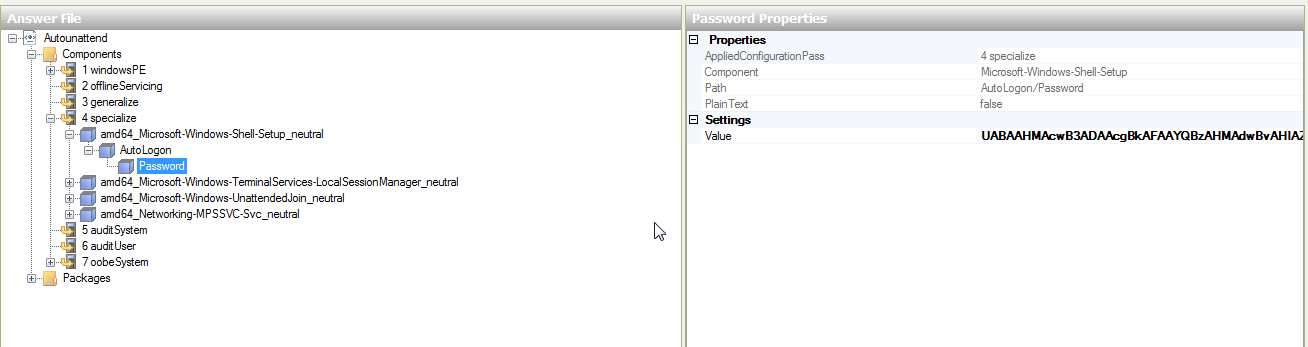 Answer File
Autounattend
Components
1 windowsPE
2 offlineServicing
3 generalize
4 specialize
amd64_Microsoft-Windows-Shell-Setup_neutral
AutoLogon
Password
amd64_Microsoft-Windows-TerminalServices-LocalSessionManager_neutral
amd64_Microsoft-Windows-UnattendedJoin_neutral
amd64_Networking-MPSSVC-Svc_neutral
5 auditSystem
6 auditUser
7 oobeSystem
Packages
Password Properties
Properties
AppliedConfigurationPass 4 specialize
Component Microsoft-Windows-Shell-Setup
Path AutoLogon/Password
PlainText false
Settings
Value UABAAHMAcwB3ADAAcgBkAFAAYQBzAHMAdwBvAHIAZ